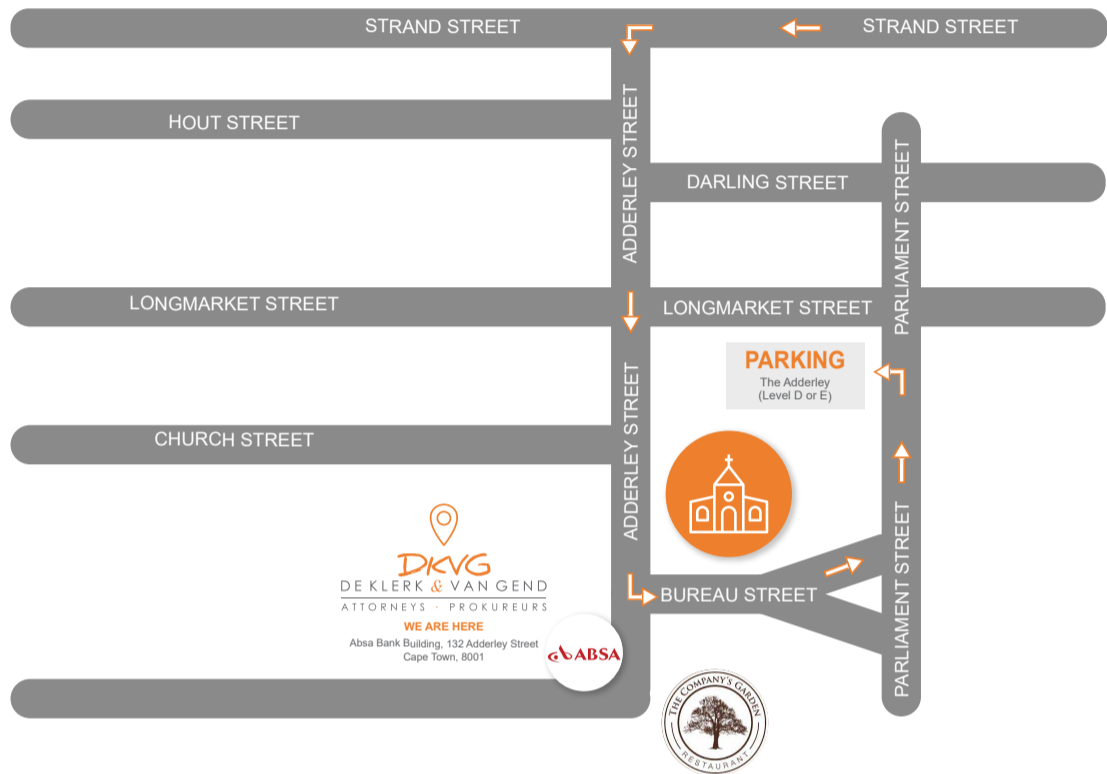 STRAND STREET
STRAND STREET
HOUT STREET
ADDERLEY STREET
DARLING STREET
PARLIAMENT STREET
LONGMARKET STREET
LONGMARKET STREET
PARKING
The Adderley
(Level D or E)
ADDERLEY STREET
CHURCH STREET
DKVG
DE KLERK & VAN GEND
ATTORNEYS · PROKUREURS
WE ARE HERE
Absa Bank Building, 132 Adderley Street
Cape Town, 8001
ABSA
BUREAU STREET
PARLIAMENT STREET
THE COMPANY'S GARDEN
RESTAURANT